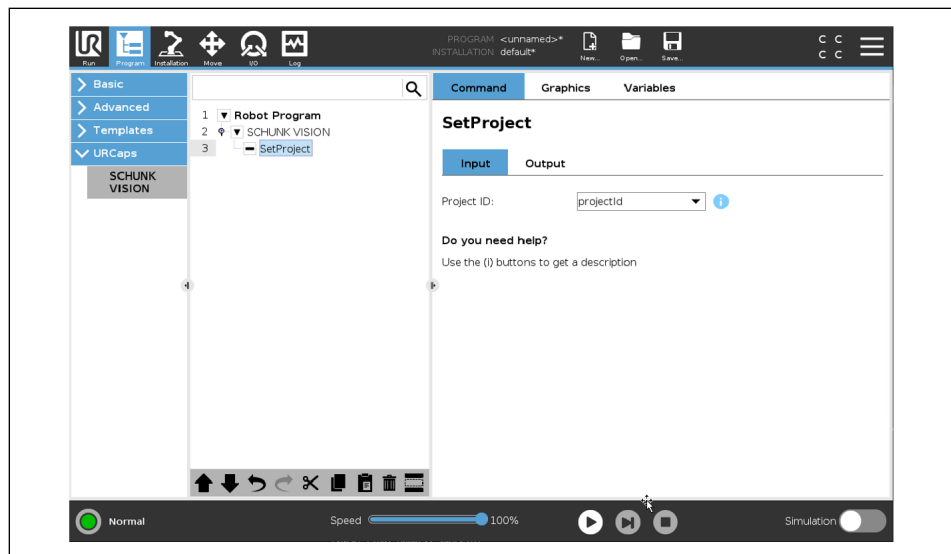 UR
PROGRAM <unnamed>*
INSTALLATION default*
Run Program Installation Move I/O Log New... Open... Save...
C C
C C
Basic
Advanced
Templates
URCaps
SCHUNK
VISION
1 Robot Program
2 SCHUNK VISION
3 SetProject
Command Graphics Variables
SetProject
Input Output
Project ID: projectId i
Do you need help?
Use the (i) buttons to get a description
Normal Speed 100% Simulation